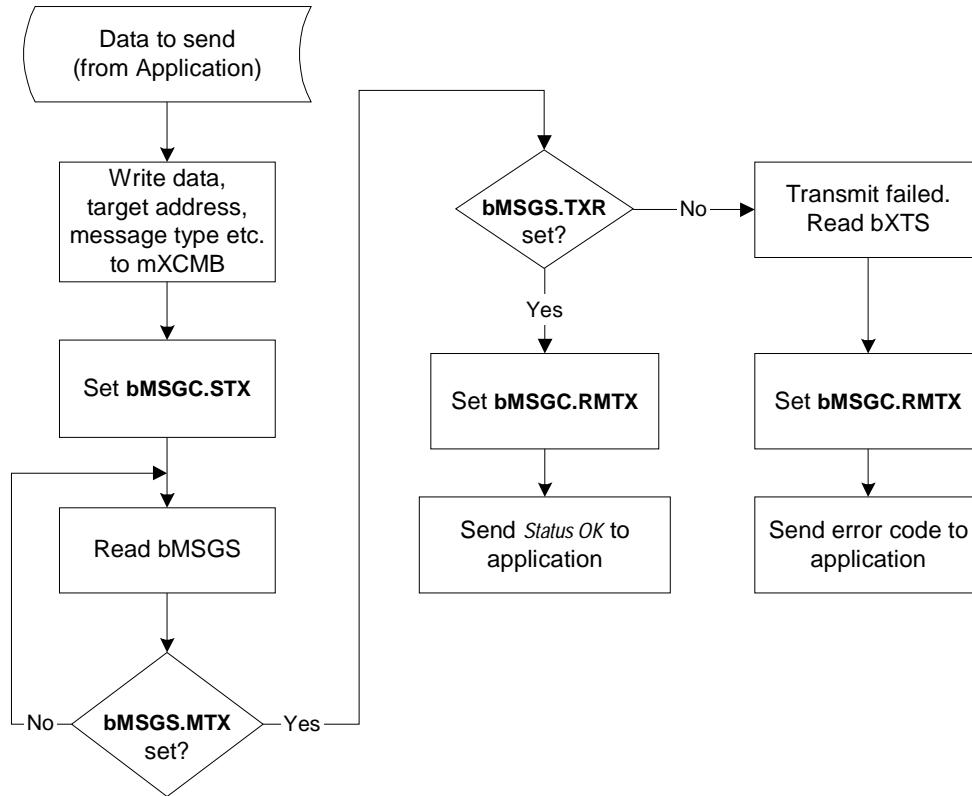 Data to send
(from Application)
Write data,
target address,
message type etc.
to mXCMB
Set bMSGC.STX
Read bMSGS
bMSGS.MTX
set?
No
Yes
bMSGS.TXR
set?
No
Yes
Transmit failed.
Read bXTS
Set bMSGC.RMTX
Set bMSGC.RMTX
Send Status OK to
application
Send error code to
application